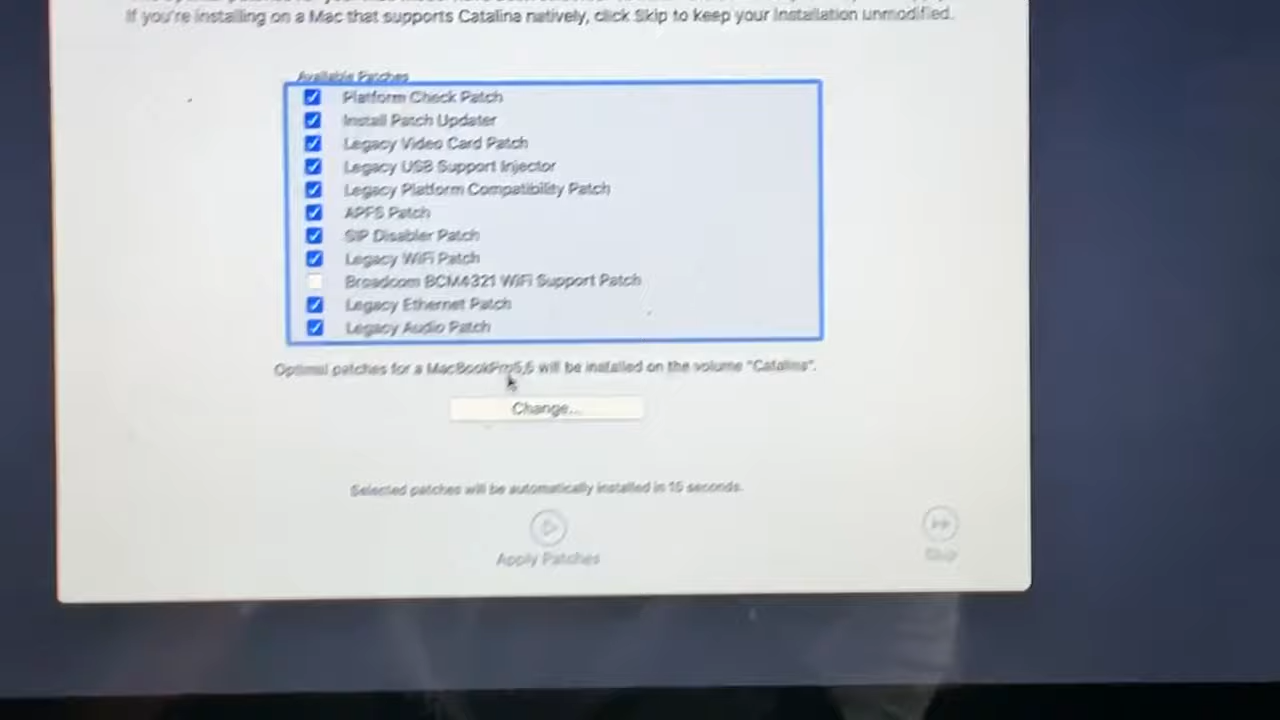 If you're installing on a Mac that supports Catalina natively, click Skip to keep your installation unmodified.
Available Patches
Platform Check Patch
Install Patch Updater
Legacy Video Card Patch
Legacy USB Support Injector
Legacy Platform Compatibility Patch
APFS Patch
SIP Disabler Patch
Legacy WiFi Patch
Broadcom BCM4321 WiFi Support Patch
Legacy Ethernet Patch
Legacy Audio Patch
Optimal patches for a MacBookPro5,5 will be installed on the volume "Catalina".
Change...
Selected patches will be automatically installed in 15 seconds.
Apply Patches
Skip